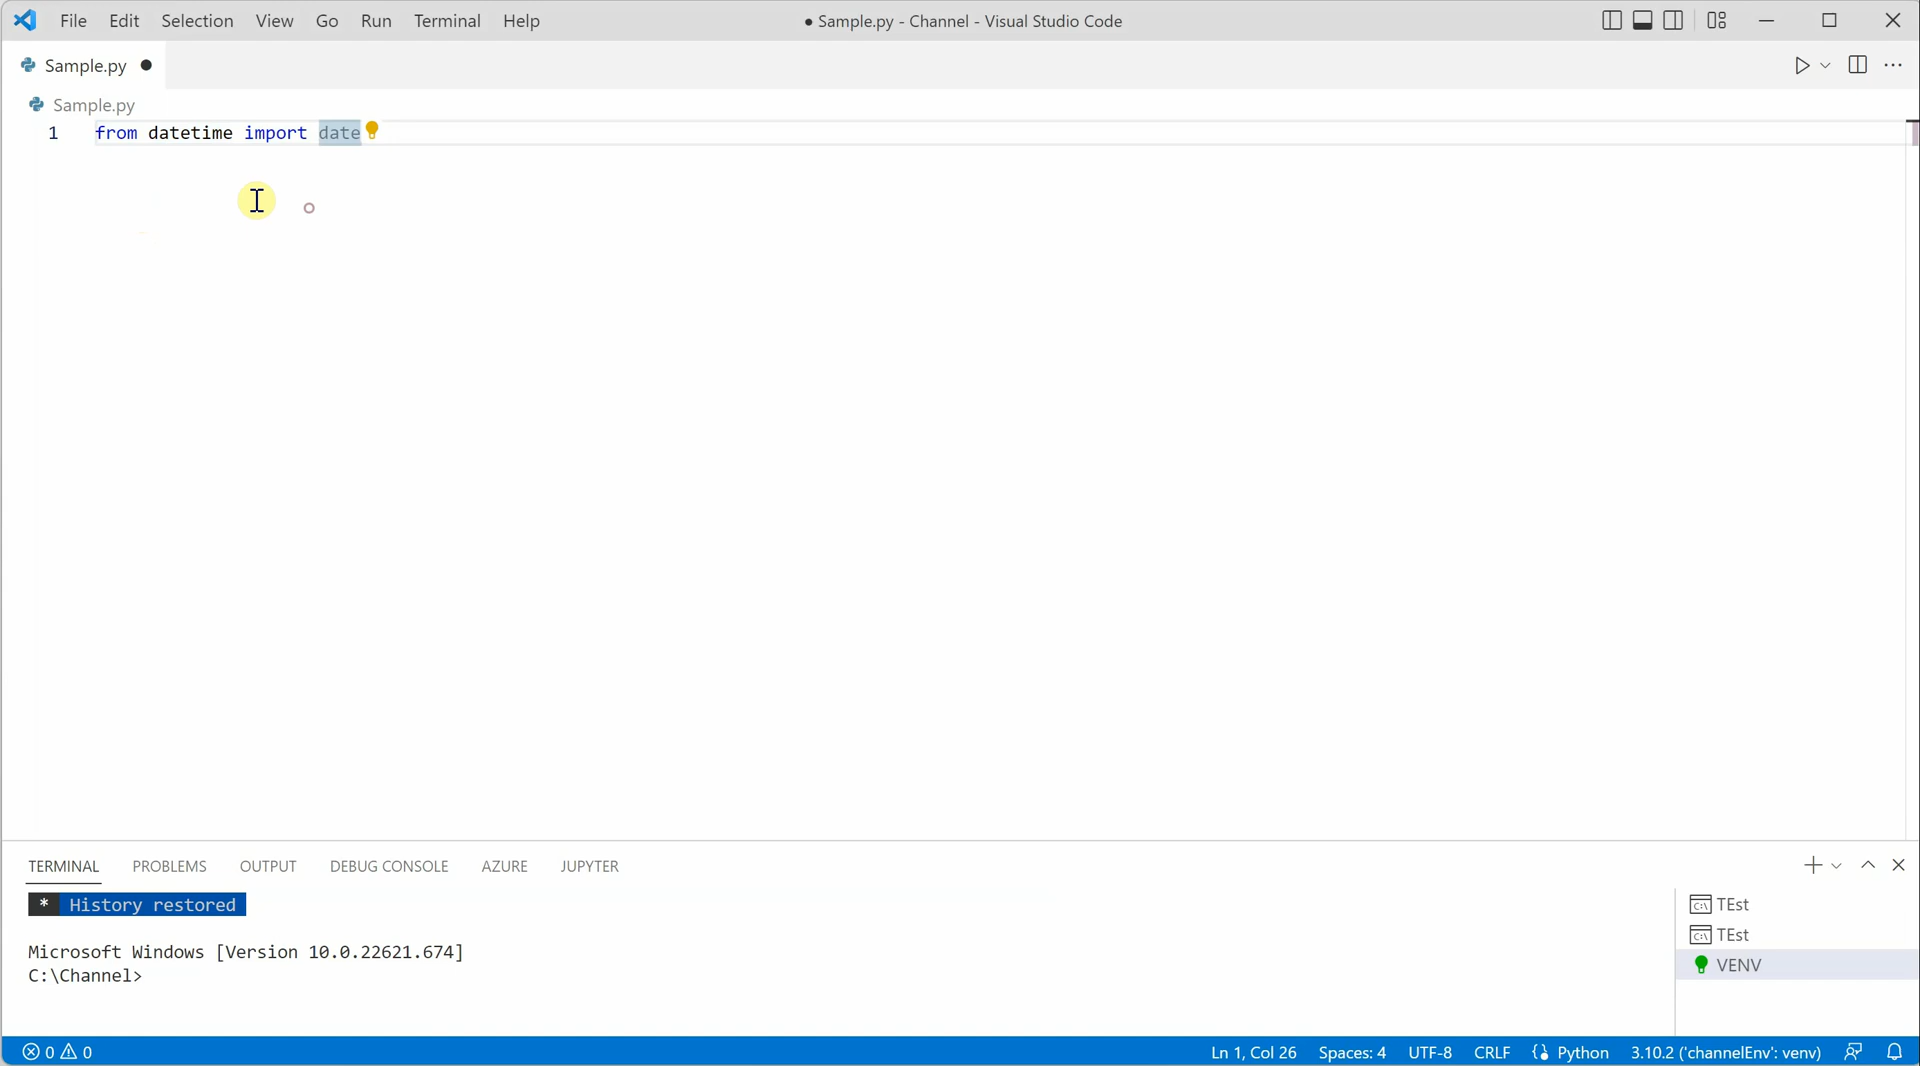 File Edit Selection View Go Run Terminal Help
● Sample.py - Channel - Visual Studio Code
Sample.py ●
Sample.py
1 from datetime import date
TERMINAL PROBLEMS OUTPUT DEBUG CONSOLE AZURE JUPYTER
* History restored
Microsoft Windows [Version 10.0.22621.674]
C:\Channel>
TEst
TEst
VENV
0 0
Ln 1, Col 26 Spaces: 4 UTF-8 CRLF Python 3.10.2 ('channelEnv': venv)